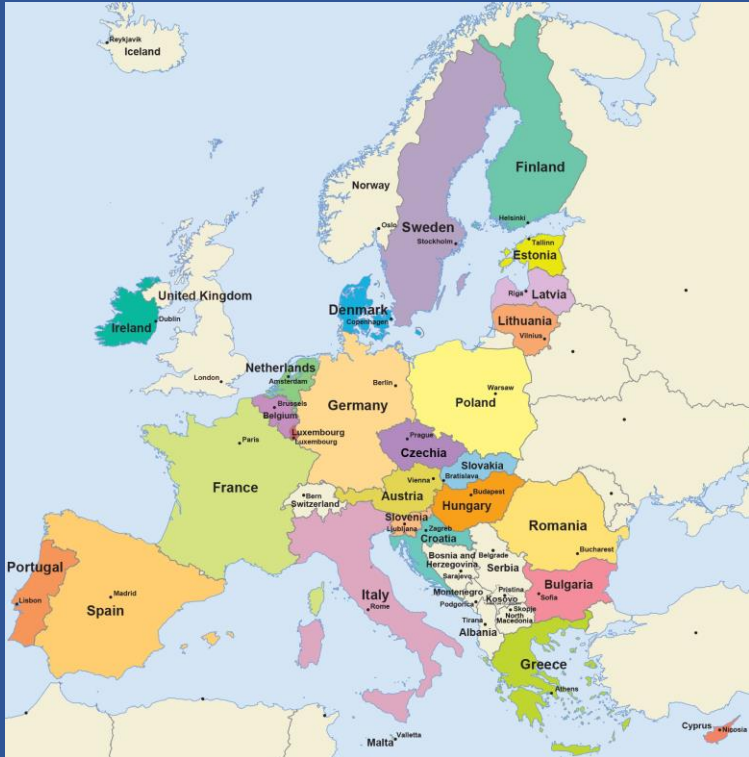 Reykjavik
Iceland
Finland
Norway
Helsinki
Oslo
Sweden
Stockholm
Tallinn
Estonia
Riga
Latvia
United Kingdom
Denmark
Copenhagen
Ireland
Dublin
Lithuania
Vilnius
Netherlands
Amsterdam
London
Berlin
Warsaw
Poland
Germany
Brussels
Belgium
Luxembourg
Luxembourg
Paris
Prague
Czechia
Slovakia
Bratislava
Vienna
France
Bern
Switzerland
Austria
Budapest
Hungary
Slovenia
Ljubljana
Zagreb
Croatia
Romania
Bucharest
Bosnia and
Herzegovina
Sarajevo
Belgrade
Serbia
Portugal
Lisbon
Madrid
Spain
Italy
Rome
Montenegro
Podgorica
Pristina
Kosovo
Bulgaria
Sofia
Skopje
North
Macedonia
Tirana
Albania
Greece
Athens
Valletta
Malta
Cyprus
Nicosia